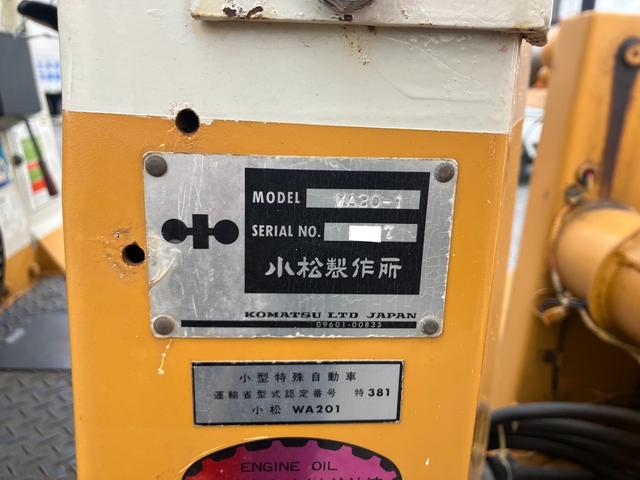 MODEL WA20-1
SERIAL NO. 7
小松製作所
KOMATSU LTD JAPAN
09601-00835
小型特殊自動車
運輸省型式認定番号 特381
小松 WA201
ENGINE OIL